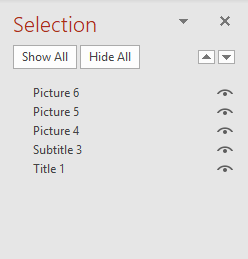 Selection
Show All Hide All
Picture 6
Picture 5
Picture 4
Subtitle 3
Title 1